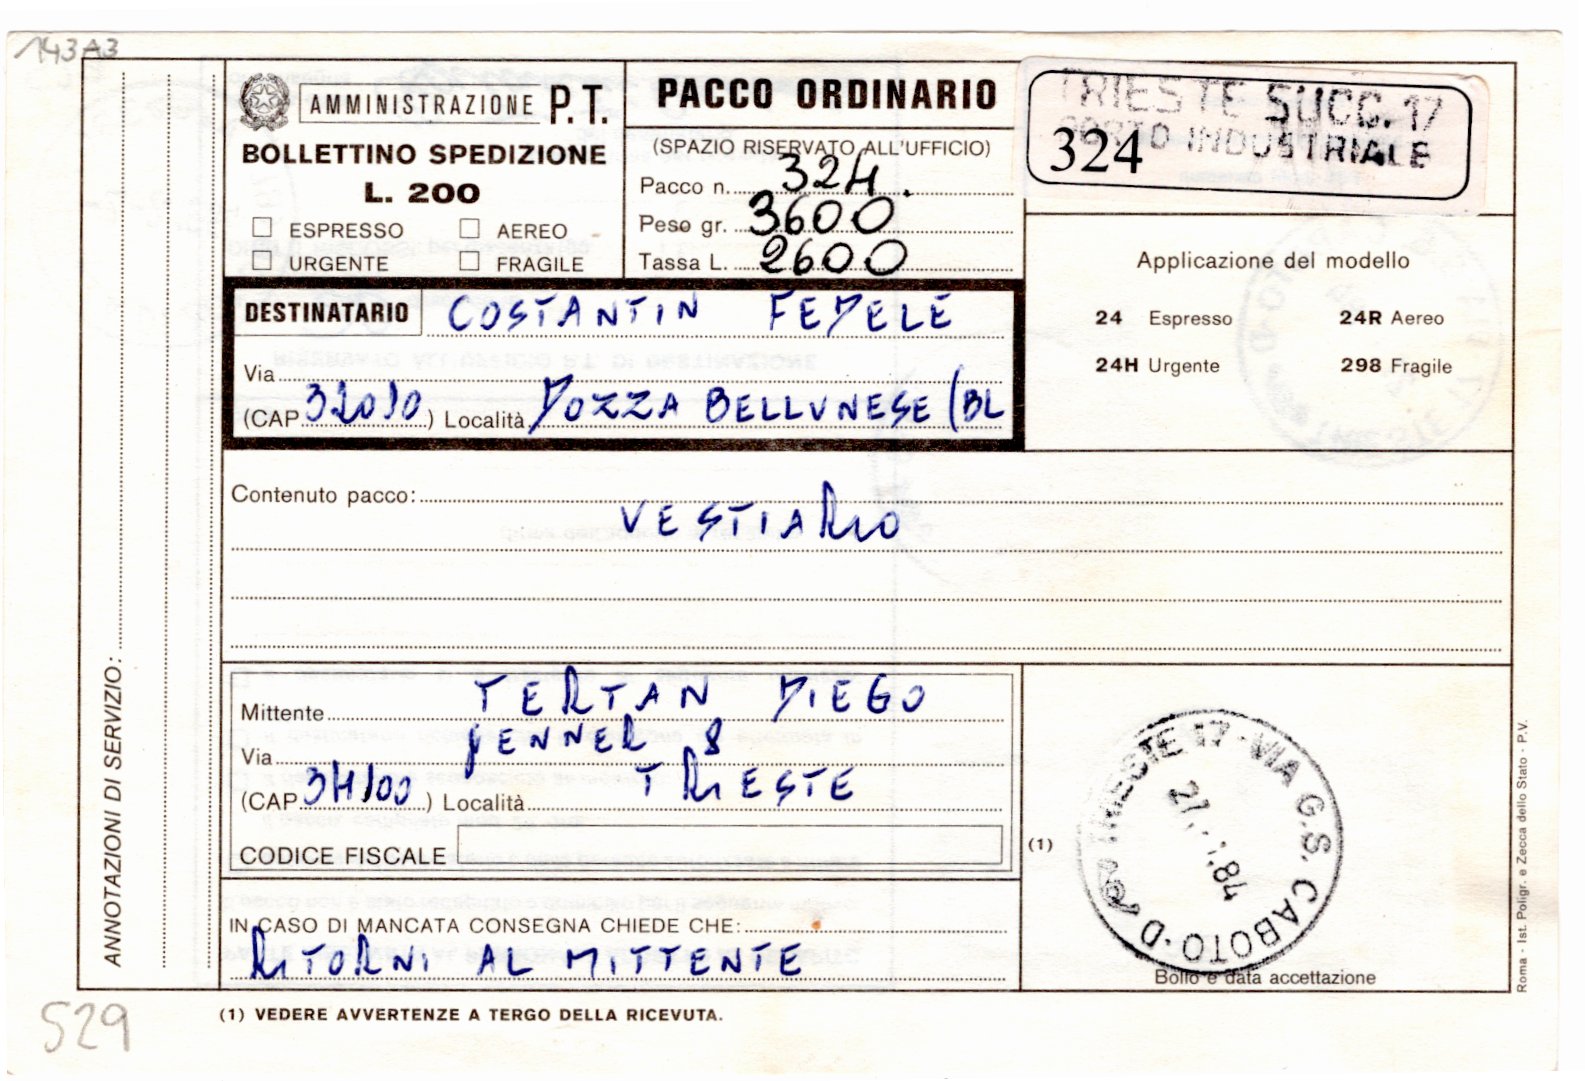 143A3
AMMINISTRAZIONE P.T.
BOLLETTINO SPEDIZIONE
L. 200
ESPRESSO AEREO
URGENTE FRAGILE
PACCO ORDINARIO
(SPAZIO RISERVATO ALL'UFFICIO)
Pacco n. 324.
Peso gr. 3600
Tassa L. 2600
TRIESTE SUCC. 17
PORTO INDUSTRIALE
324
Applicazione del modello
24 Espresso 24R Aereo
24H Urgente 298 Fragile
DESTINATARIO COSTANTIN FEDELE
Via
(CAP 32010) Località DOZZA BELLUNESE (BL
Contenuto pacco:
VESTIARIO
ANNOTAZIONI DI SERVIZIO:
Mittente TERTAN DIEGO
Via JENNER 8
(CAP 34100) Località TRIESTE
CODICE FISCALE
IN CASO DI MANCATA CONSEGNA CHIEDE CHE:
RITORNI AL MITTENTE
(1)
TRIESTE 17 - VIA G.S. CABOTO - D
27. .84
Bollo e data accettazione
Roma - Ist. Poligr. e Zecca dello Stato - P.V.
(1) VEDERE AVVERTENZE A TERGO DELLA RICEVUTA.
529